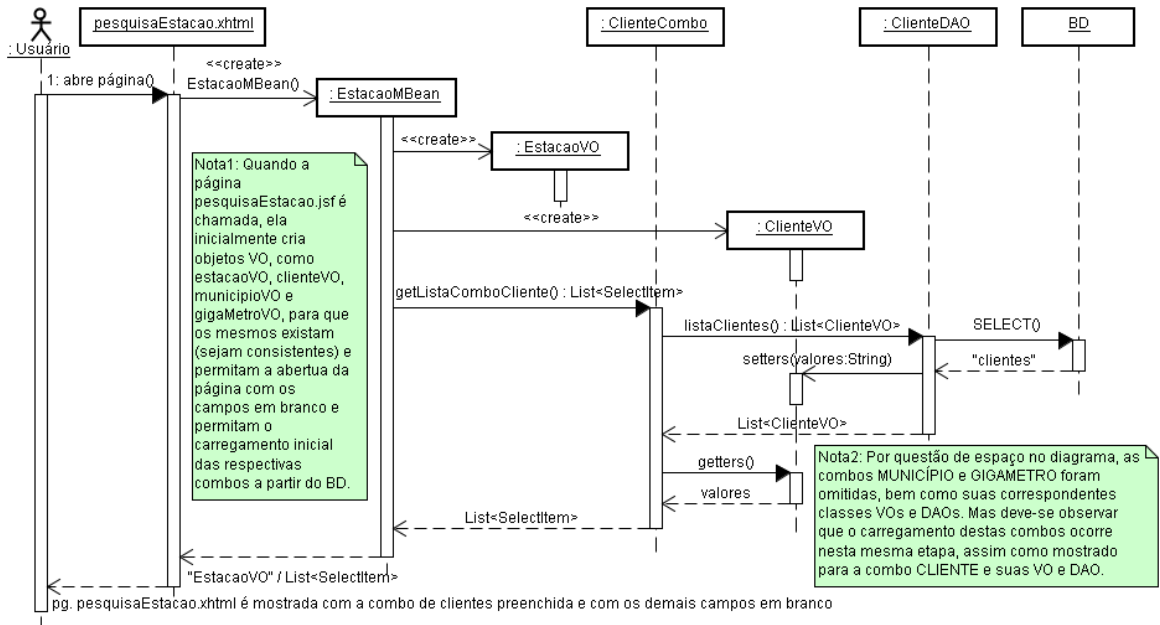 pesquisaEstacao.xhtml
: ClienteCombo
: ClienteDAO
BD
: Usuário
<<create>>
1: abre página()
EstacaoMBean()
: EstacaoMBean
<<create>>
: EstacaoVO
Nota1: Quando a
página
pesquisaEstacao.jsf é
chamada, ela
inicialmente cria
objetos VO, como
estacaoVO, clienteVO,
municipioVO e
gigaMetroVO, para que
os mesmos existam
(sejam consistentes) e
permitam a abertua da
página com os
campos em branco e
permitam o
carregamento inicial
das respectivas
combos a partir do BD.
<<create>>
: ClienteVO
getListaComboCliente() : List<SelectItem>
listaClientes() : List<ClienteVO>
SELECT()
setters(valores:String)
"clientes"
List<ClienteVO>
getters()
valores
List<SelectItem>
Nota2: Por questão de espaço no diagrama, as
combos MUNICÍPIO e GIGAMETRO foram
omitidas, bem como suas correspondentes
classes VOs e DAOs. Mas deve-se observar
que o carregamento destas combos ocorre
nesta mesma etapa, assim como mostrado
para a combo CLIENTE e suas VO e DAO.
"EstacaoVO" / List<SelectItem>
pg. pesquisaEstacao.xhtml é mostrada com a combo de clientes preenchida e com os demais campos em branco